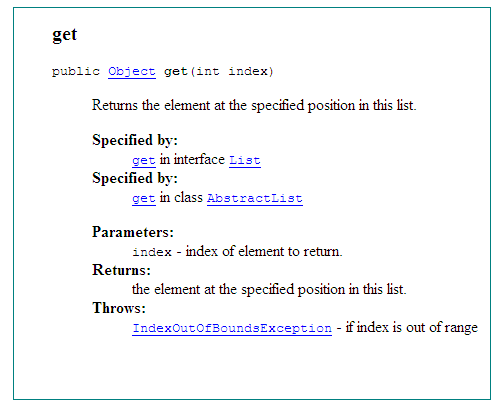 get
public Object get(int index)
Returns the element at the specified position in this list.
Specified by:
get in interface List
Specified by:
get in class AbstractList
Parameters:
index - index of element to return.
Returns:
the element at the specified position in this list.
Throws:
IndexOutOfBoundsException - if index is out of range